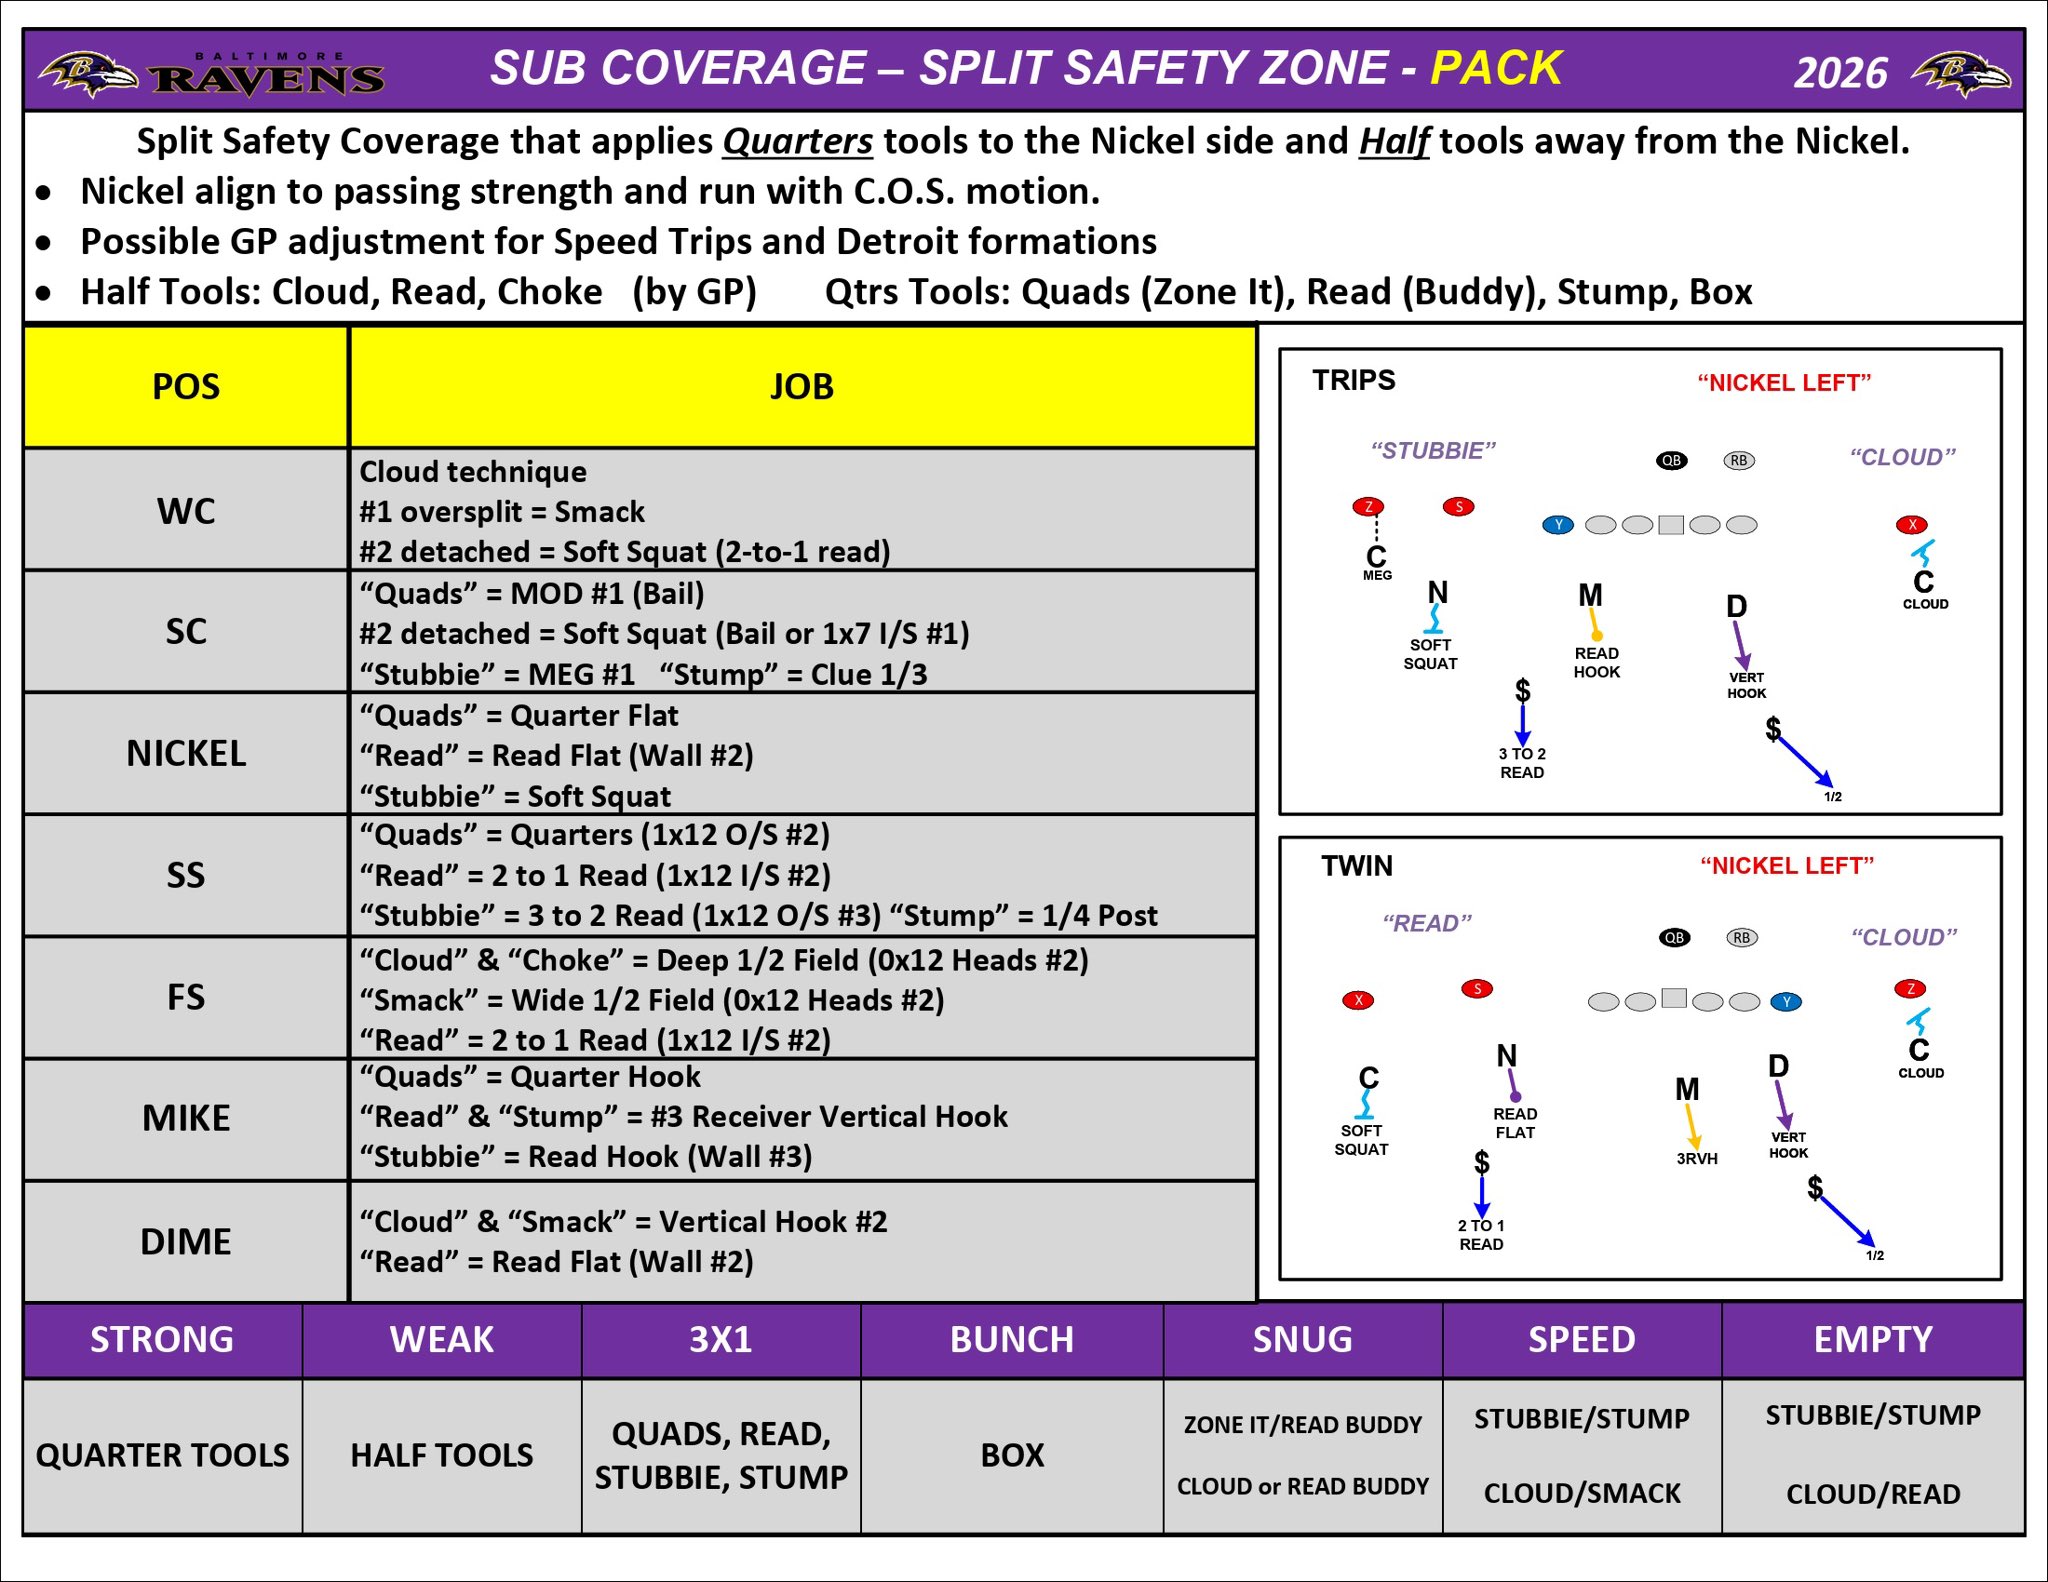 BALTIMORE
RAVENS
SUB COVERAGE – SPLIT SAFETY ZONE - PACK
2026
Split Safety Coverage that applies Quarters tools to the Nickel side and Half tools away from the Nickel.
• Nickel align to passing strength and run with C.O.S. motion.
• Possible GP adjustment for Speed Trips and Detroit formations
• Half Tools: Cloud, Read, Choke (by GP) Qtrs Tools: Quads (Zone It), Read (Buddy), Stump, Box
POS
JOB
WC
Cloud technique
#1 oversplit = Smack
#2 detached = Soft Squat (2-to-1 read)
SC
“Quads” = MOD #1 (Bail)
#2 detached = Soft Squat (Bail or 1x7 I/S #1)
“Stubbie” = MEG #1 “Stump” = Clue 1/3
NICKEL
“Quads” = Quarter Flat
“Read” = Read Flat (Wall #2)
“Stubbie” = Soft Squat
SS
“Quads” = Quarters (1x12 O/S #2)
“Read” = 2 to 1 Read (1x12 I/S #2)
“Stubbie” = 3 to 2 Read (1x12 O/S #3) “Stump” = 1/4 Post
FS
“Cloud” & “Choke” = Deep 1/2 Field (0x12 Heads #2)
“Smack” = Wide 1/2 Field (0x12 Heads #2)
“Read” = 2 to 1 Read (1x12 I/S #2)
MIKE
“Quads” = Quarter Hook
“Read” & “Stump” = #3 Receiver Vertical Hook
“Stubbie” = Read Hook (Wall #3)
DIME
“Cloud” & “Smack” = Vertical Hook #2
“Read” = Read Flat (Wall #2)
TRIPS
“NICKEL LEFT”
“STUBBIE”
QB
RB
“CLOUD”
Z
S
Y
X
C
MEG
N
SOFT
SQUAT
M
READ
HOOK
D
VERT
HOOK
C
CLOUD
$
3 TO 2
READ
$
1/2
TWIN
“NICKEL LEFT”
“READ”
QB
RB
“CLOUD”
X
S
Y
Z
C
SOFT
SQUAT
N
READ
FLAT
M
3RVH
D
VERT
HOOK
C
CLOUD
$
2 TO 1
READ
$
1/2
STRONG
WEAK
3X1
BUNCH
SNUG
SPEED
EMPTY
QUARTER TOOLS
HALF TOOLS
QUADS, READ,
STUBBIE, STUMP
BOX
ZONE IT/READ BUDDY
CLOUD or READ BUDDY
STUBBIE/STUMP
CLOUD/SMACK
STUBBIE/STUMP
CLOUD/READ